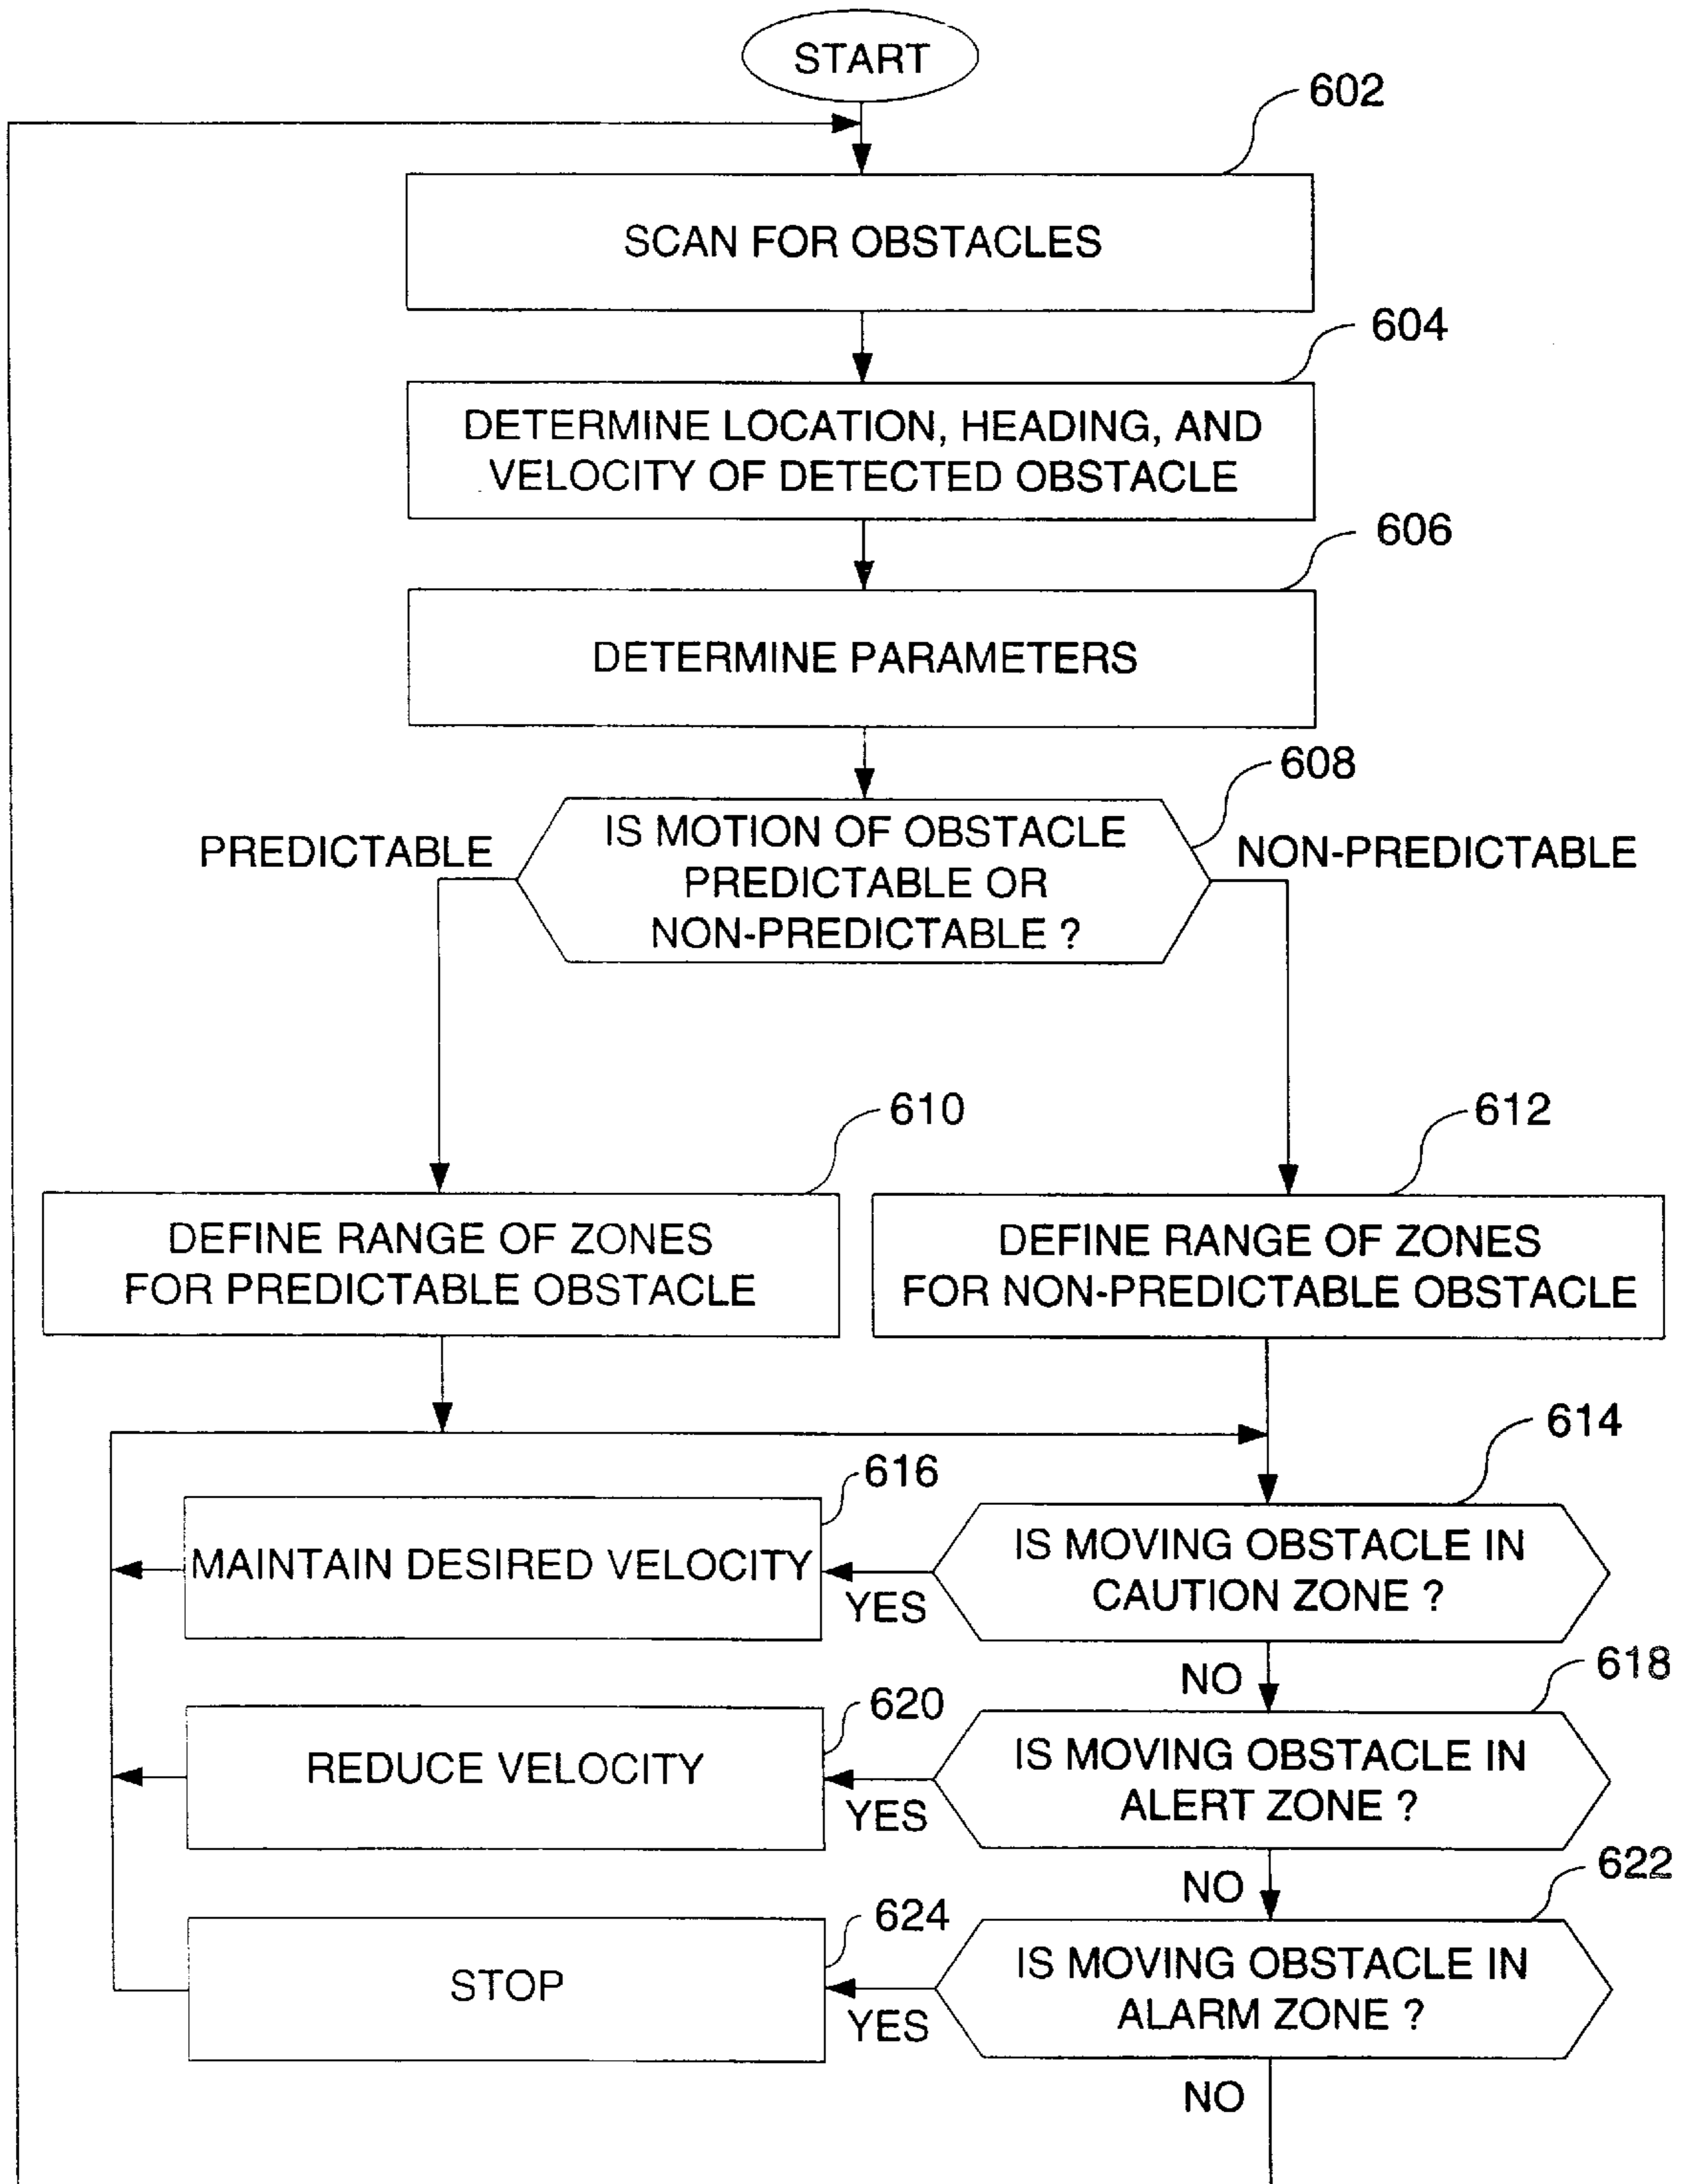 START
602
SCAN FOR OBSTACLES
604
DETERMINE LOCATION, HEADING, AND
VELOCITY OF DETECTED OBSTACLE
606
DETERMINE PARAMETERS
608
PREDICTABLE
IS MOTION OF OBSTACLE
PREDICTABLE OR
NON-PREDICTABLE ?
NON-PREDICTABLE
610
612
DEFINE RANGE OF ZONES
FOR PREDICTABLE OBSTACLE
DEFINE RANGE OF ZONES
FOR NON-PREDICTABLE OBSTACLE
614
616
MAINTAIN DESIRED VELOCITY
YES
IS MOVING OBSTACLE IN
CAUTION ZONE ?
NO
618
620
REDUCE VELOCITY
YES
IS MOVING OBSTACLE IN
ALERT ZONE ?
NO
622
624
STOP
YES
IS MOVING OBSTACLE IN
ALARM ZONE ?
NO